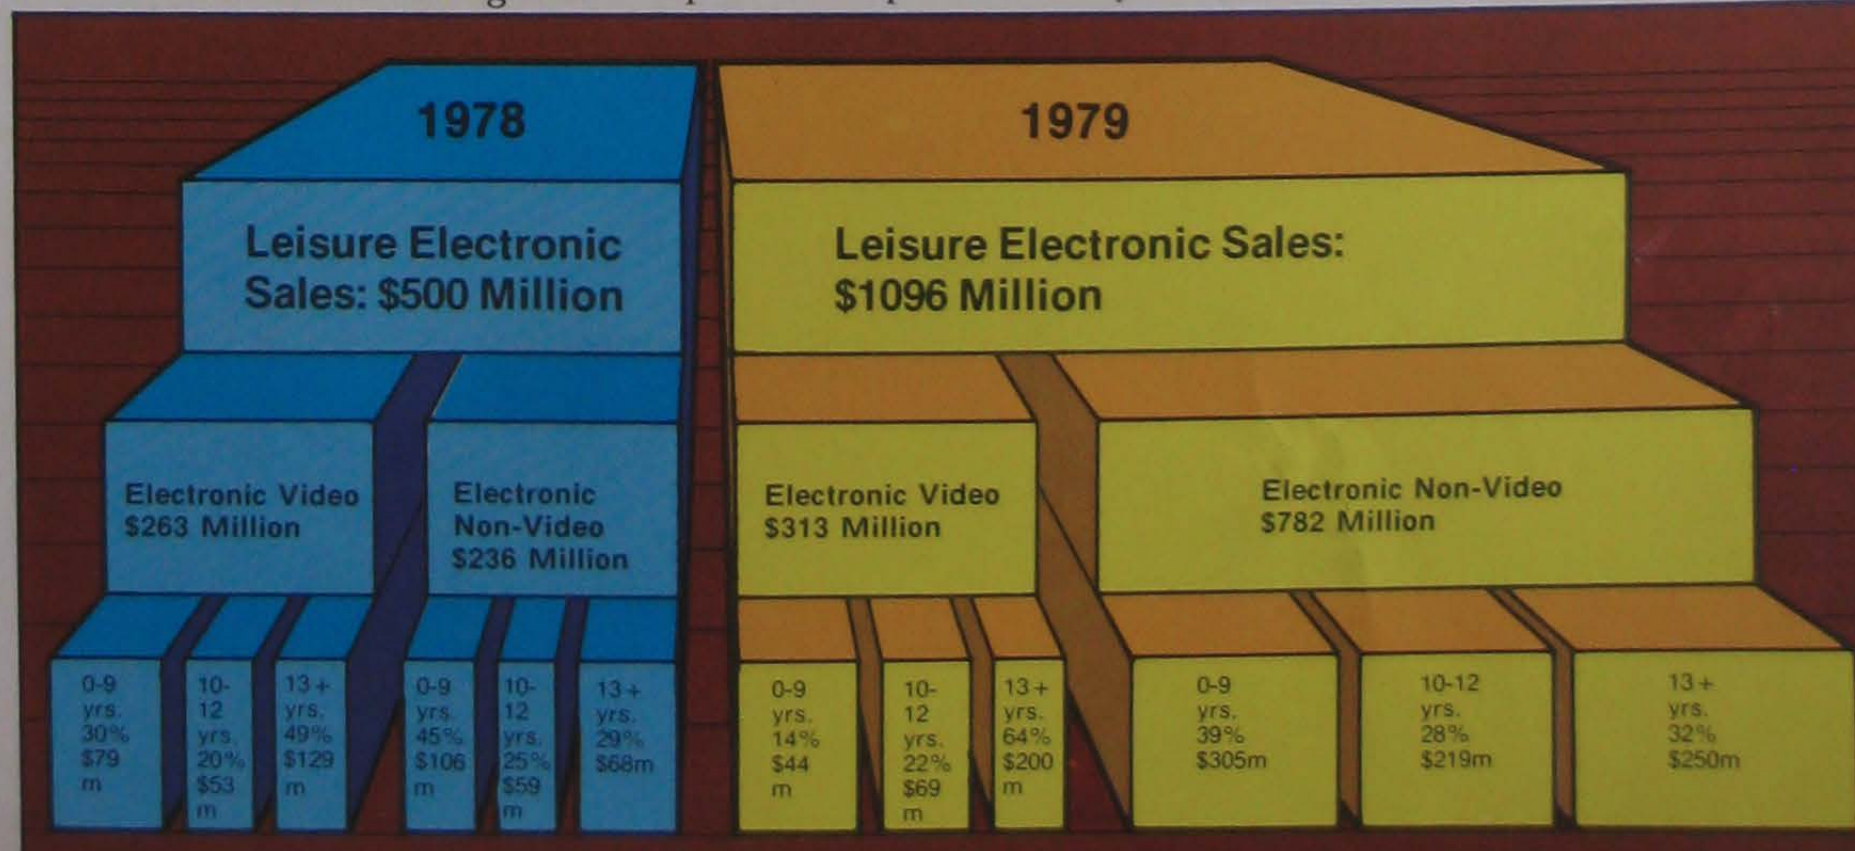 1978
Leisure Electronic
Sales: $500 Million
Electronic Video
$263 Million
Electronic
Non-Video
$236 Million
0-9
yrs.
30%
$79
m
10-
12
yrs.
20%
$53
m
13+
yrs.
49%
$129
m
0-9
yrs.
45%
$106
m
10-
12
yrs.
25%
$59
m
13+
yrs.
29%
$68m
1979
Leisure Electronic Sales:
$1096 Million
Electronic Video
$313 Million
Electronic Non-Video
$782 Million
0-9
yrs.
14%
$44
m
10-
12
yrs.
22%
$69
m
13+
yrs.
64%
$200
m
0-9
yrs.
39%
$305m
10-12
yrs.
28%
$219m
13+
yrs.
32%
$250m